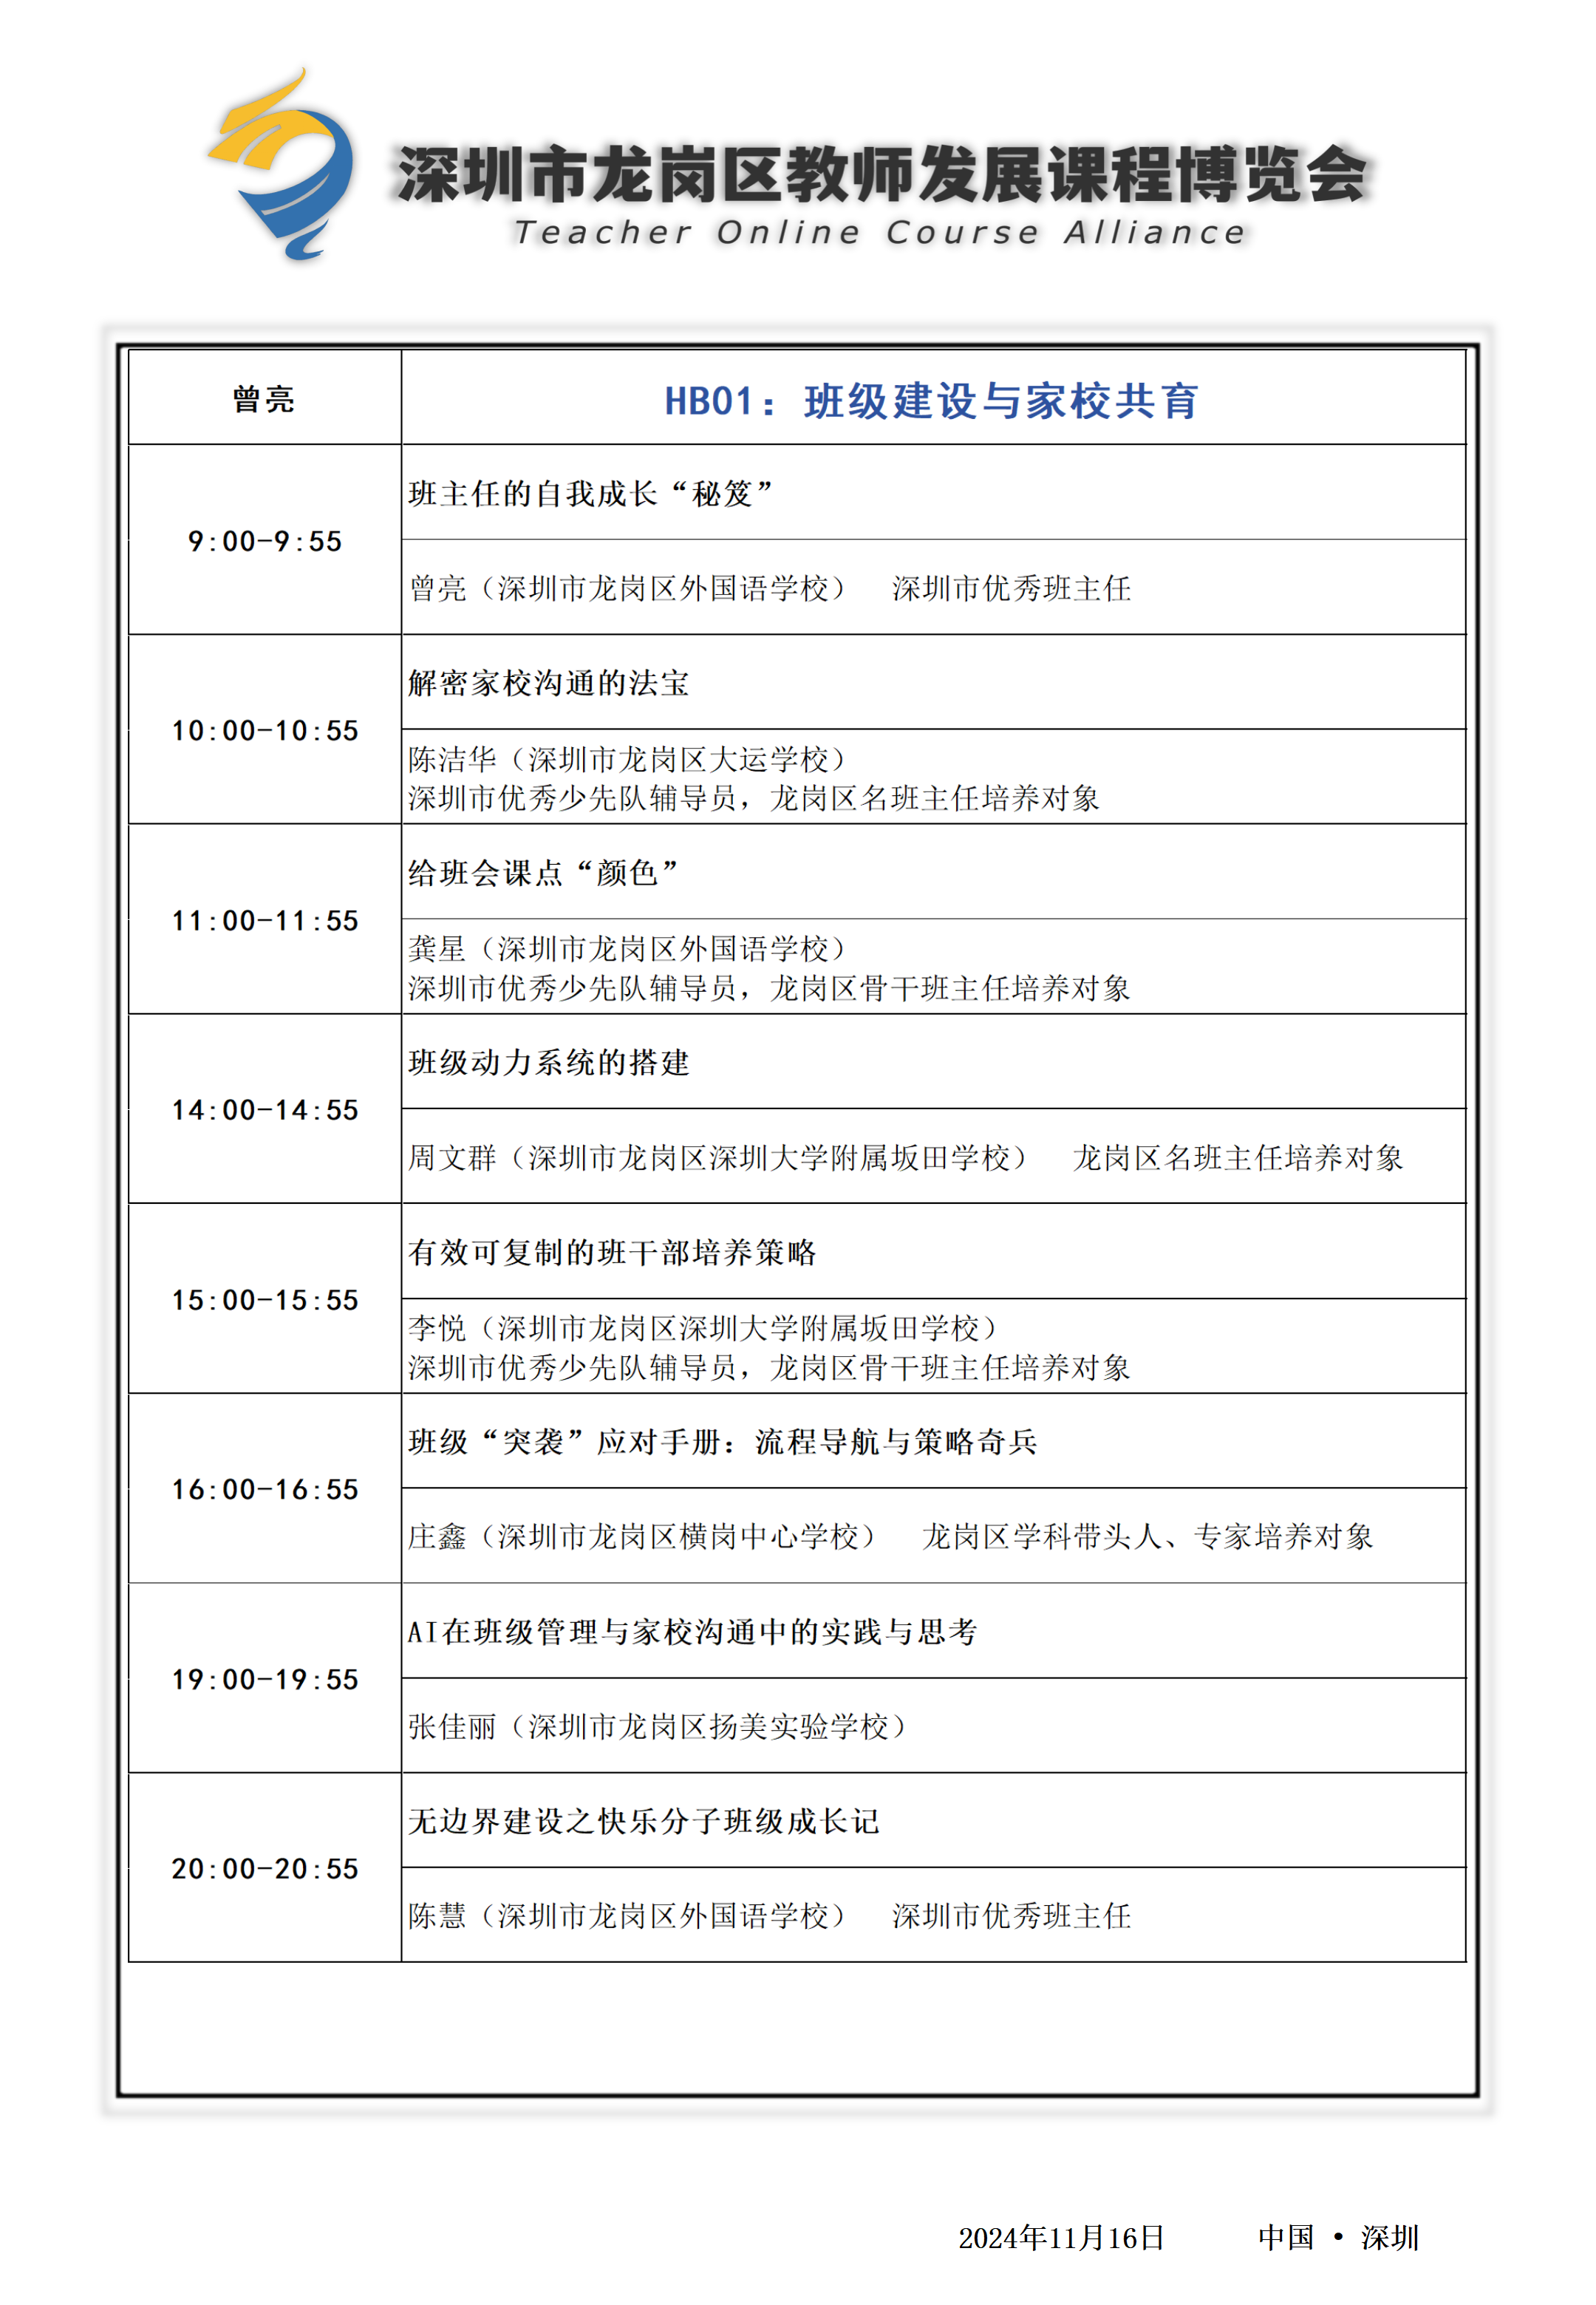 深圳市龙岗区教师发展课程博览会
Teacher Online Course Alliance
曾亮
HB01：班级建设与家校共育
9:00-9:55
班主任的自我成长“秘笈”
曾亮（深圳市龙岗区外国语学校） 深圳市优秀班主任
10:00-10:55
解密家校沟通的法宝
陈洁华（深圳市龙岗区大运学校）
深圳市优秀少先队辅导员，龙岗区名班主任培养对象
11:00-11:55
给班会课点“颜色”
龚星（深圳市龙岗区外国语学校）
深圳市优秀少先队辅导员，龙岗区骨干班主任培养对象
14:00-14:55
班级动力系统的搭建
周文群（深圳市龙岗区深圳大学附属坂田学校） 龙岗区名班主任培养对象
15:00-15:55
有效可复制的班干部培养策略
李悦（深圳市龙岗区深圳大学附属坂田学校）
深圳市优秀少先队辅导员，龙岗区骨干班主任培养对象
16:00-16:55
班级“突袭”应对手册：流程导航与策略奇兵
庄鑫（深圳市龙岗区横岗中心学校） 龙岗区学科带头人、专家培养对象
19:00-19:55
AI在班级管理与家校沟通中的实践与思考
张佳丽（深圳市龙岗区扬美实验学校）
20:00-20:55
无边界建设之快乐分子班级成长记
陈慧（深圳市龙岗区外国语学校） 深圳市优秀班主任
2024年11月16日 中国 • 深圳